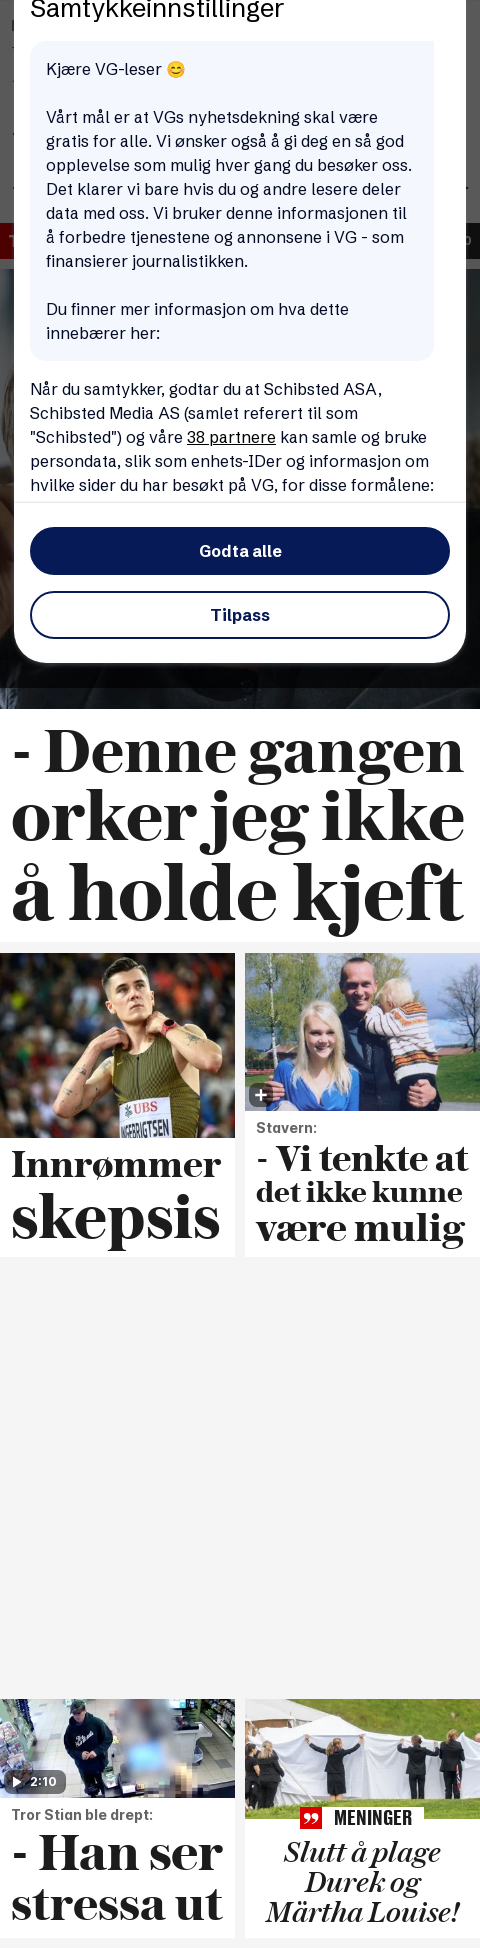 Samtykkeinnstillinger
Kjære VG-leser 😊
Vårt mål er at VGs nyhetsdekning skal være
gratis for alle. Vi ønsker også å gi deg en så god
opplevelse som mulig hver gang du besøker oss.
Det klarer vi bare hvis du og andre lesere deler
data med oss. Vi bruker denne informasjonen til
å forbedre tjenestene og annonsene i VG - som
finansierer journalistikken.
Du finner mer informasjon om hva dette
innebærer her:
Når du samtykker, godtar du at Schibsted ASA,
Schibsted Media AS (samlet referert til som
"Schibsted") og våre 38 partnere kan samle og bruke
persondata, slik som enhets-IDer og informasjon om
hvilke sider du har besøkt på VG, for disse formålene:
Godta alle
Tilpass
- Denne gangen
orker jeg ikke
å holde kjeft
UBS
INGEBRIGTSEN
Innrømmer
skepsis
Stavern:
- Vi tenkte at
det ikke kunne
være mulig
2:10
Tror Stian ble drept:
- Han ser
stressa ut
MENINGER
Slutt å plage
Durek og
Märtha Louise!